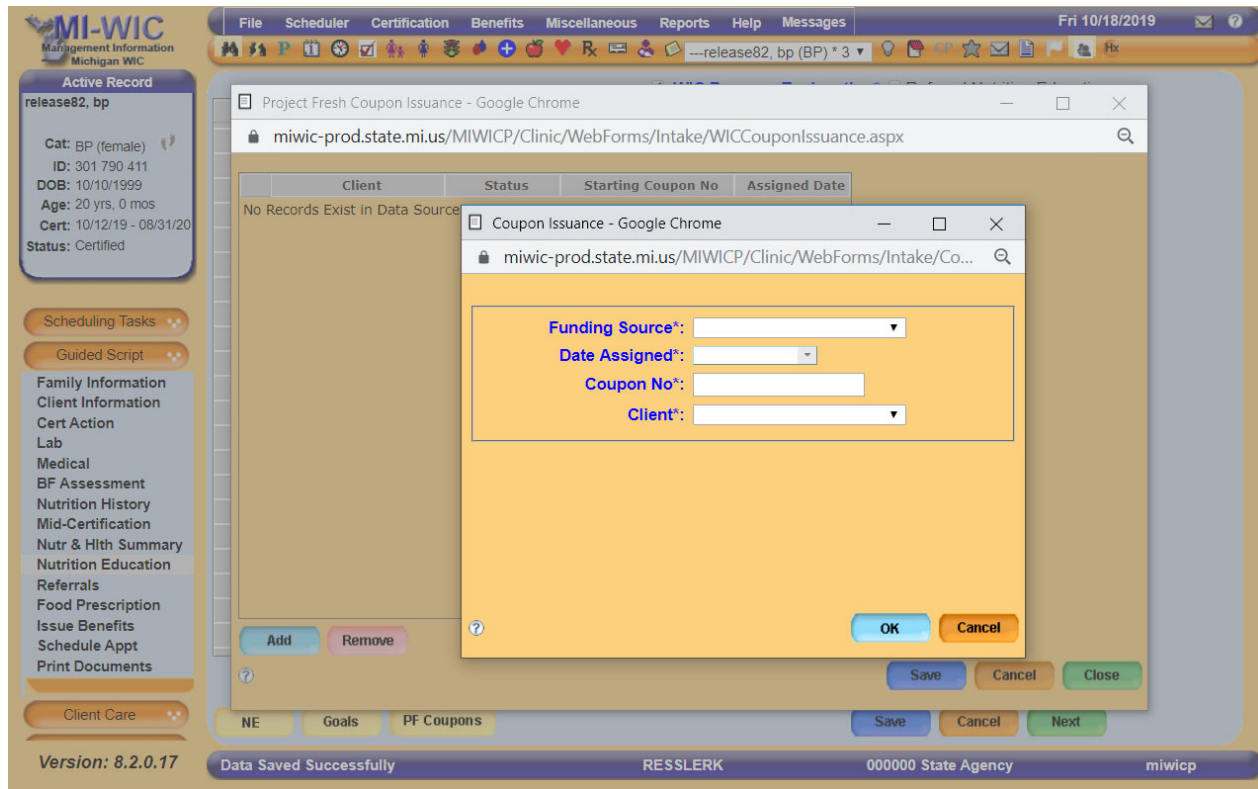 MI-WIC
Management Information
Michigan WIC
File Scheduler Certification Benefits Miscellaneous Reports Help Messages
Fri 10/18/2019
---release82, bp (BP) * 3
Active Record
release82, bp
Cat: BP (female)
ID: 301 790 411
DOB: 10/10/1999
Age: 20 yrs, 0 mos
Cert: 10/12/19 - 08/31/20
Status: Certified
Scheduling Tasks
Guided Script
Family Information
Client Information
Cert Action
Lab
Medical
BF Assessment
Nutrition History
Mid-Certification
Nutr & Hlth Summary
Nutrition Education
Referrals
Food Prescription
Issue Benefits
Schedule Appt
Print Documents
Client Care
Version: 8.2.0.17
Project Fresh Coupon Issuance - Google Chrome
miwic-prod.state.mi.us/MIWICP/Clinic/WebForms/Intake/WICCouponIssuance.aspx
Client Status Starting Coupon No Assigned Date
No Records Exist in Data Source
Coupon Issuance - Google Chrome
miwic-prod.state.mi.us/MIWICP/Clinic/WebForms/Intake/Co...
Funding Source*:
Date Assigned*:
Coupon No*:
Client*:
OK Cancel
Add Remove
Save Cancel Close
NE Goals PF Coupons
Save Cancel Next
Data Saved Successfully RESSLERK 000000 State Agency miwicp